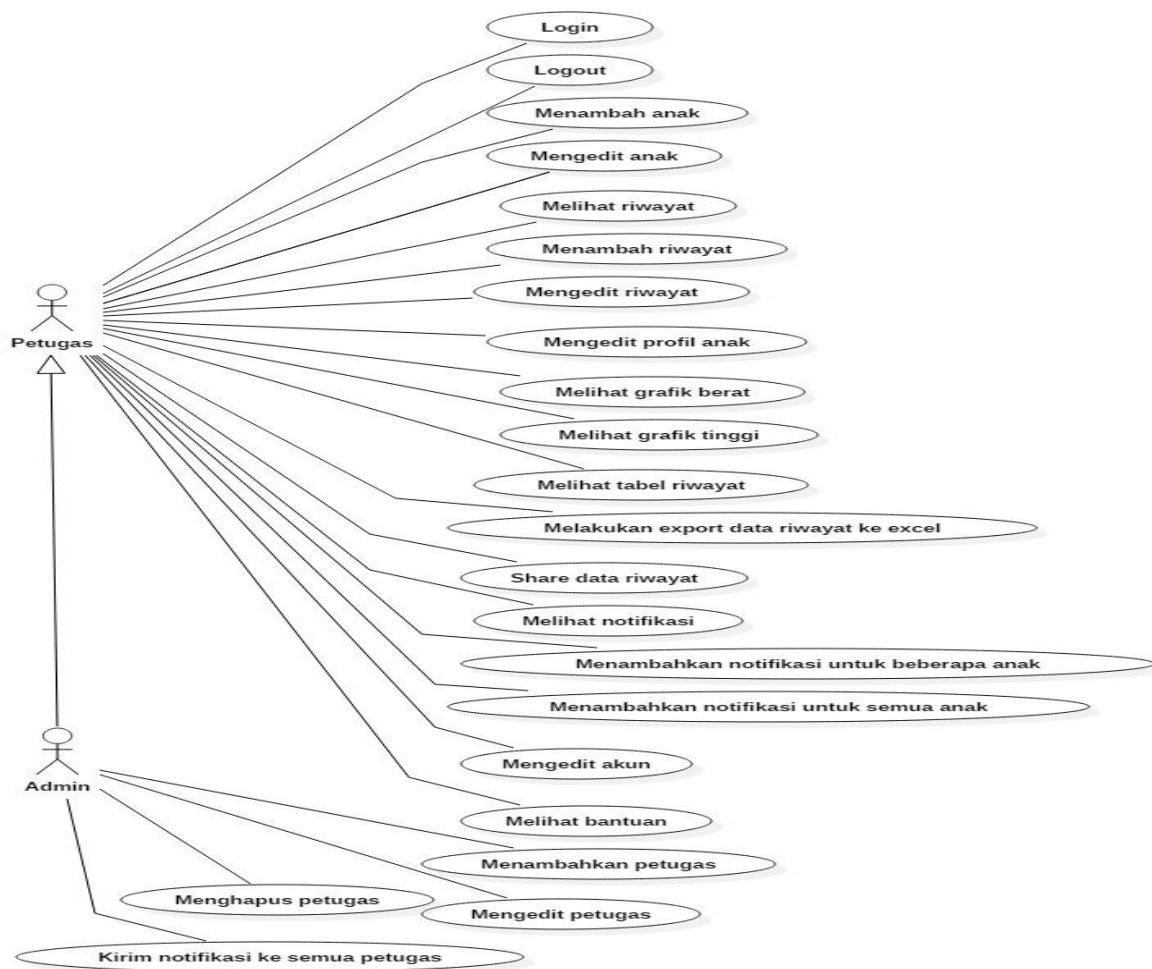 Login
Logout
Menambah anak
Mengedit anak
Melihat riwayat
Menambah riwayat
Mengedit riwayat
Petugas
Mengedit profil anak
Melihat grafik berat
Melihat grafik tinggi
Melihat tabel riwayat
Melakukan export data riwayat ke excel
Share data riwayat
Melihat notifikasi
Menambahkan notifikasi untuk beberapa anak
Menambahkan notifikasi untuk semua anak
Mengedit akun
Admin
Melihat bantuan
Menambahkan petugas
Menghapus petugas
Mengedit petugas
Kirim notifikasi ke semua petugas